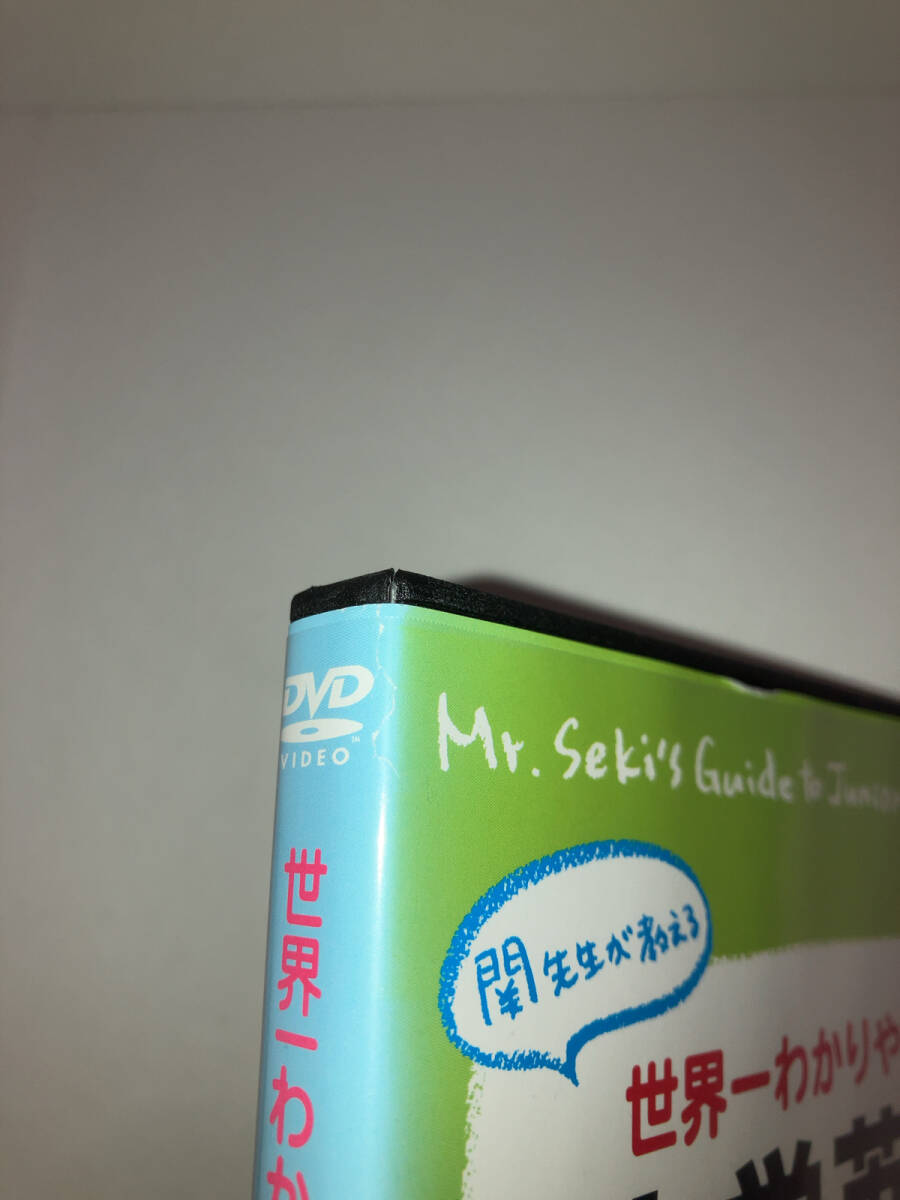 DVD
VIDEO
世界一わか
Mr. Seki's Guide to Junior
関先生が教える
世界一わかりや